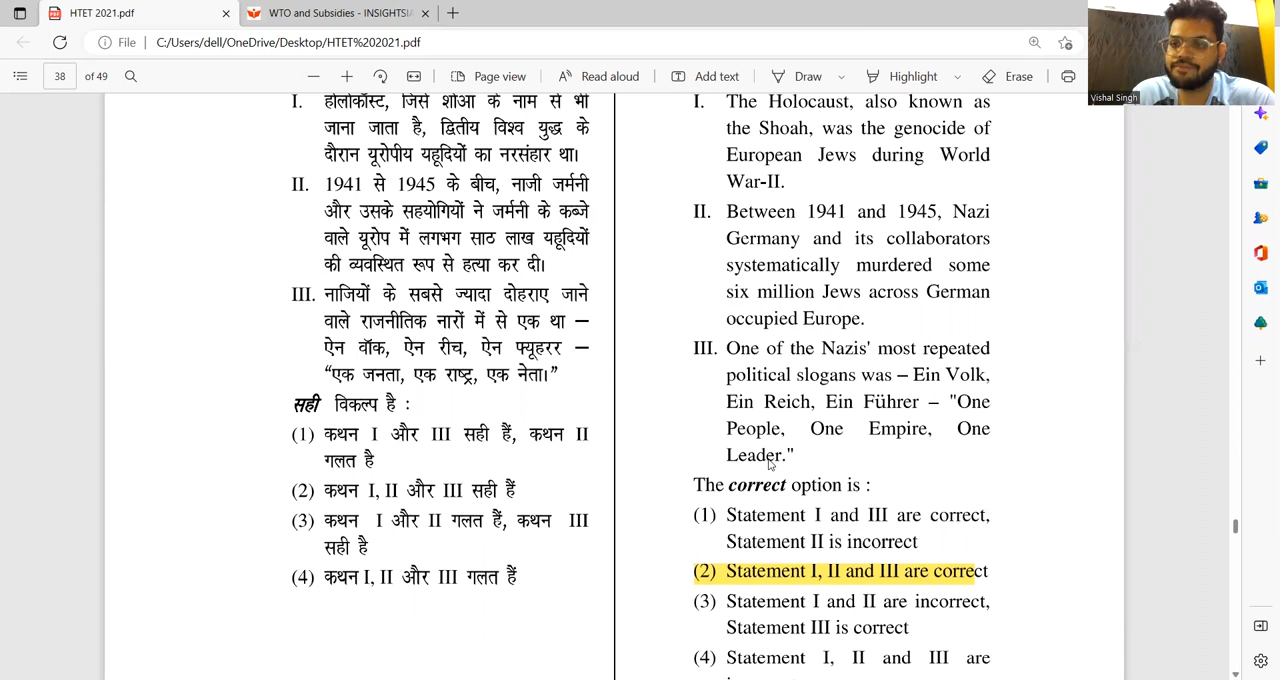 HTET 2021.pdf
WTO and Subsidies - INSIGHTSIA
File C:/Users/dell/OneDrive/Desktop/HTET%202021.pdf
38 of 49
Page view
Read aloud
Add text
Draw
Highlight
Erase
Vishal Singh
I. होलोकॉस्ट, जिसे शोआ के नाम से भी
जाना जाता है, द्वितीय विश्व युद्ध के
दौरान यूरोपीय यहूदियों का नरसंहार था।
II. 1941 से 1945 के बीच, नाजी जर्मनी
और उसके सहयोगियों ने जर्मनी के कब्जे
वाले यूरोप में लगभग साठ लाख यहूदियों
की व्यवस्थित रूप से हत्या कर दी।
III. नाजियों के सबसे ज्यादा दोहराए जाने
वाले राजनीतिक नारों में से एक था –
ऐन वॉक, ऐन रीच, ऐन फ्यूहरर –
“एक जनता, एक राष्ट्र, एक नेता।”
सही विकल्प है :
(1) कथन I और III सही हैं, कथन II
गलत है
(2) कथन I, II और III सही हैं
(3) कथन I और II गलत हैं, कथन III
सही है
(4) कथन I, II और III गलत हैं
I. The Holocaust, also known as
the Shoah, was the genocide of
European Jews during World
War-II.
II. Between 1941 and 1945, Nazi
Germany and its collaborators
systematically murdered some
six million Jews across German
occupied Europe.
III. One of the Nazis' most repeated
political slogans was – Ein Volk,
Ein Reich, Ein Führer – "One
People, One Empire, One
Leader."
The correct option is :
(1) Statement I and III are correct,
Statement II is incorrect
(2) Statement I, II and III are correct
(3) Statement I and II are incorrect,
Statement III is correct
(4) Statement I, II and III are